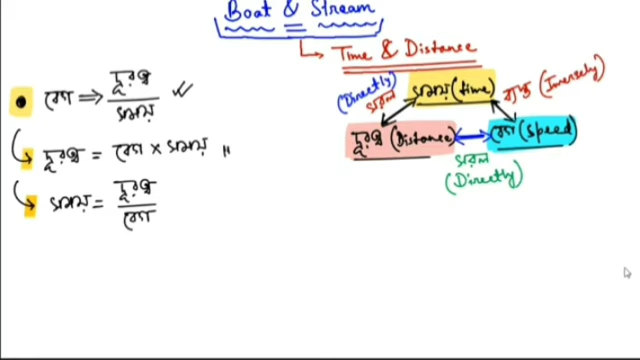 Boat & Stream
Time & Distance
বেগ ⇒ দূরত্ব / সময় ✓
দূরত্ব = বেগ × সময় "
সময় = দূরত্ব / বেগ
(Directly) সরল
সময় (time)
ব্যস্ত (Inversely)
দূরত্ব (Distance)
বেগ (Speed)
সরল
(Directly)